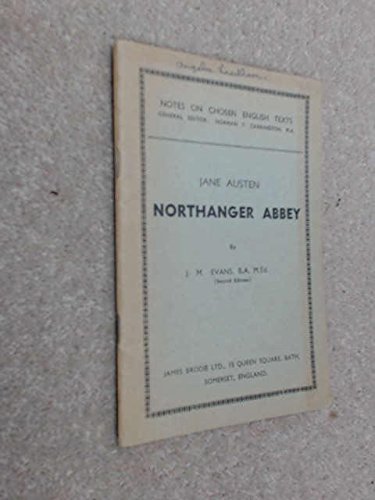 Angela
NOTES ON CHOSEN ENGLISH TEXTS
GENERAL EDITOR: NORMAN T. CARRINGTON, M.A.
JANE AUSTEN
NORTHANGER ABBEY
By
J. M. EVANS, B.A., M.Ed.
(Second Edition)
JAMES BRODIE LTD., 15 QUEEN SQUARE, BATH,
SOMERSET, ENGLAND.